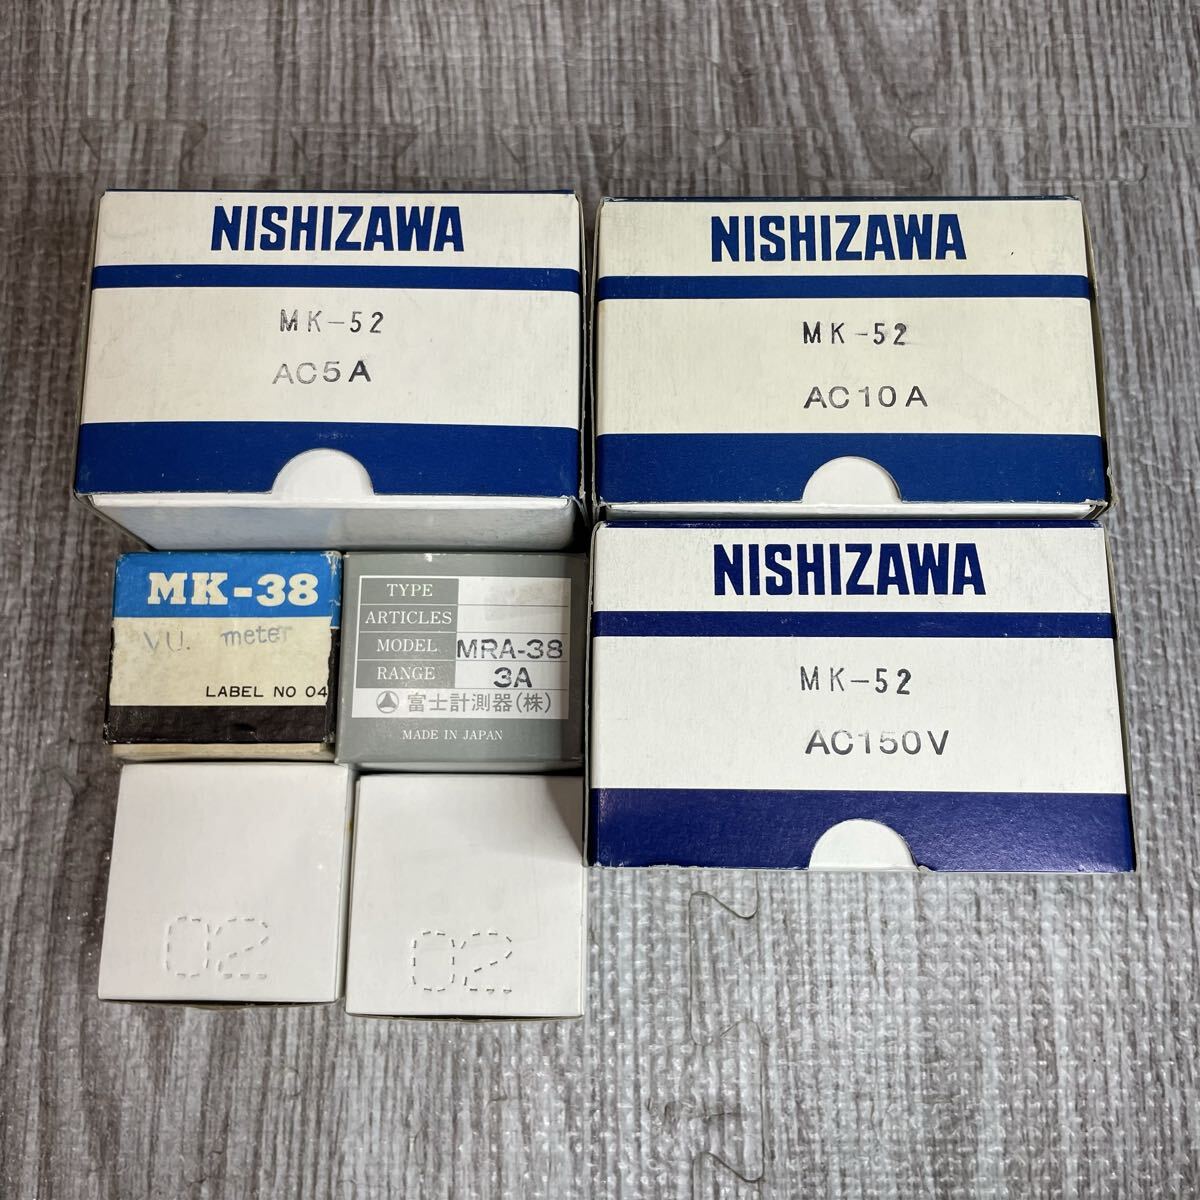 NISHIZAWA
MK-52
AC5A
NISHIZAWA
MK-52
AC10A
MK-38
VU. meter
LABEL NO 04
TYPE
ARTICLES
MODEL MRA-38
RANGE 3A
富士計測器(株)
MADE IN JAPAN
NISHIZAWA
MK-52
AC150V
02
02